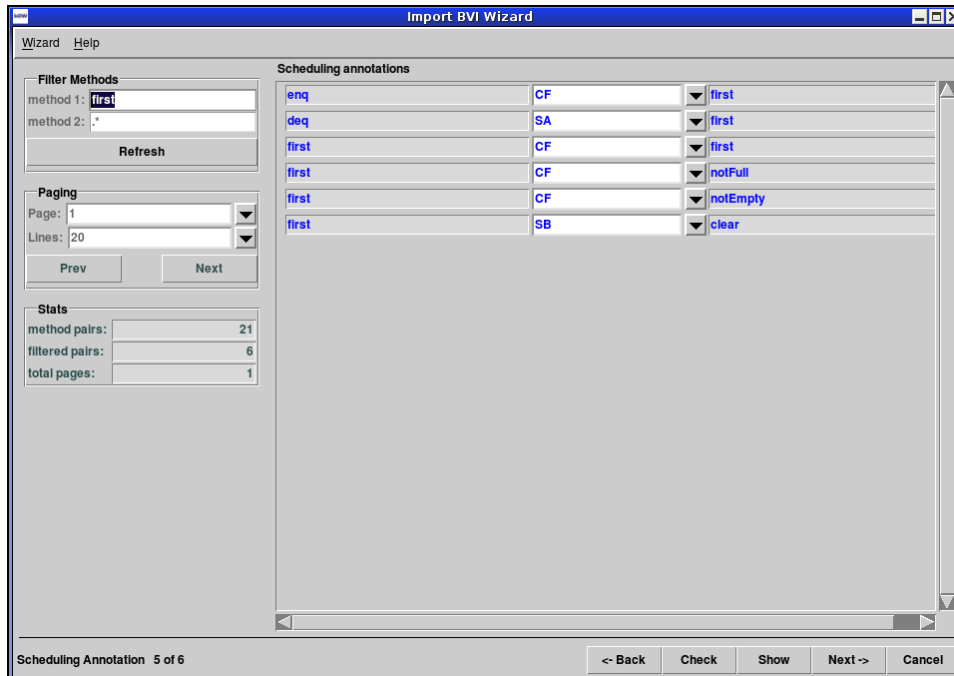 Import BVI Wizard
Wizard Help
Filter Methods
method 1: first
method 2: .*
Refresh
Paging
Page: 1
Lines: 20
Prev Next
Stats
method pairs: 21
filtered pairs: 6
total pages: 1
Scheduling annotations
enq CF first
deq SA first
first CF first
first CF notFull
first CF notEmpty
first SB clear
Scheduling Annotation 5 of 6
<- Back Check Show Next -> Cancel